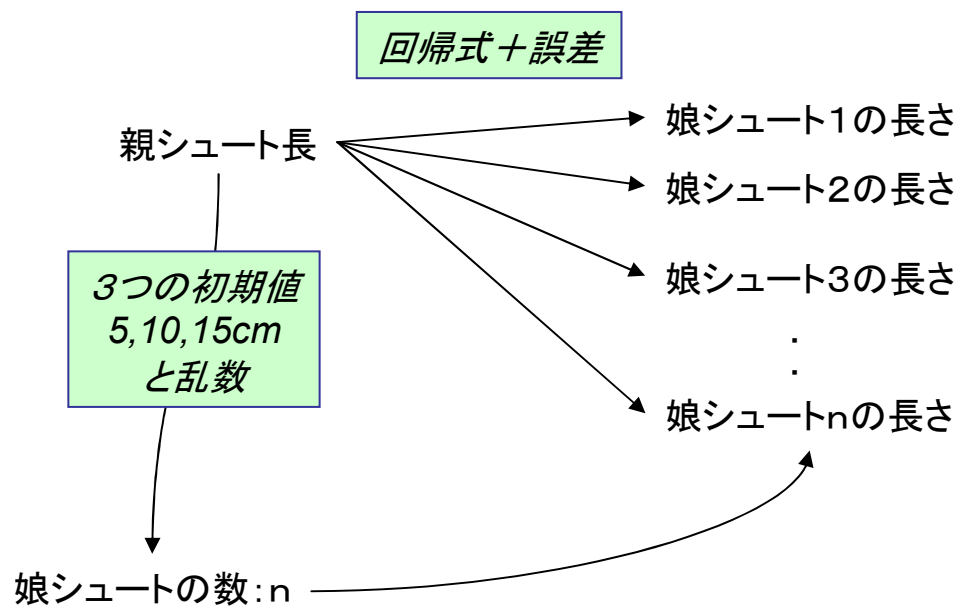 回帰式＋誤差
親シュート長
娘シュート１の長さ
娘シュート２の長さ
娘シュート３の長さ
．
．
娘シュートｎの長さ
３つの初期値
5,10,15cm
と乱数
娘シュートの数：ｎ